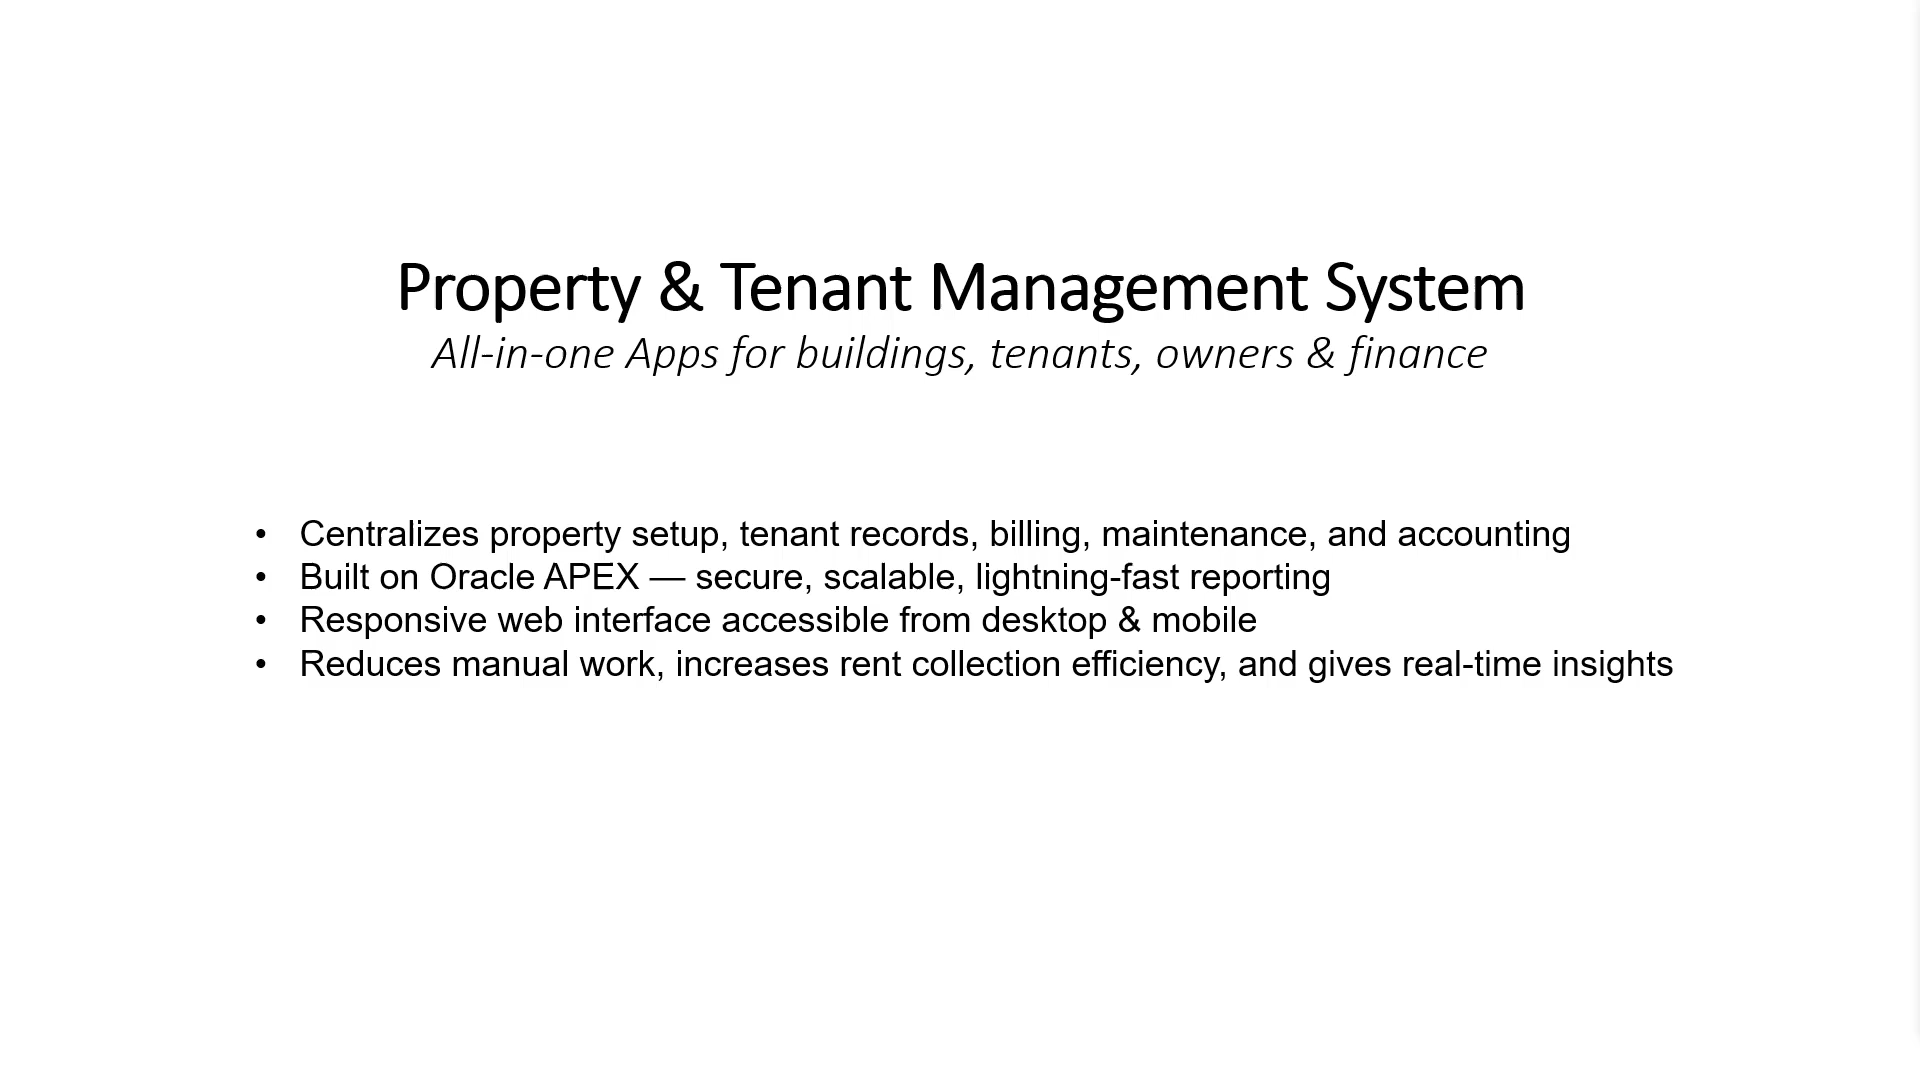 Property & Tenant Management System
All-in-one Apps for buildings, tenants, owners & finance
• Centralizes property setup, tenant records, billing, maintenance, and accounting
• Built on Oracle APEX — secure, scalable, lightning-fast reporting
• Responsive web interface accessible from desktop & mobile
• Reduces manual work, increases rent collection efficiency, and gives real-time insights